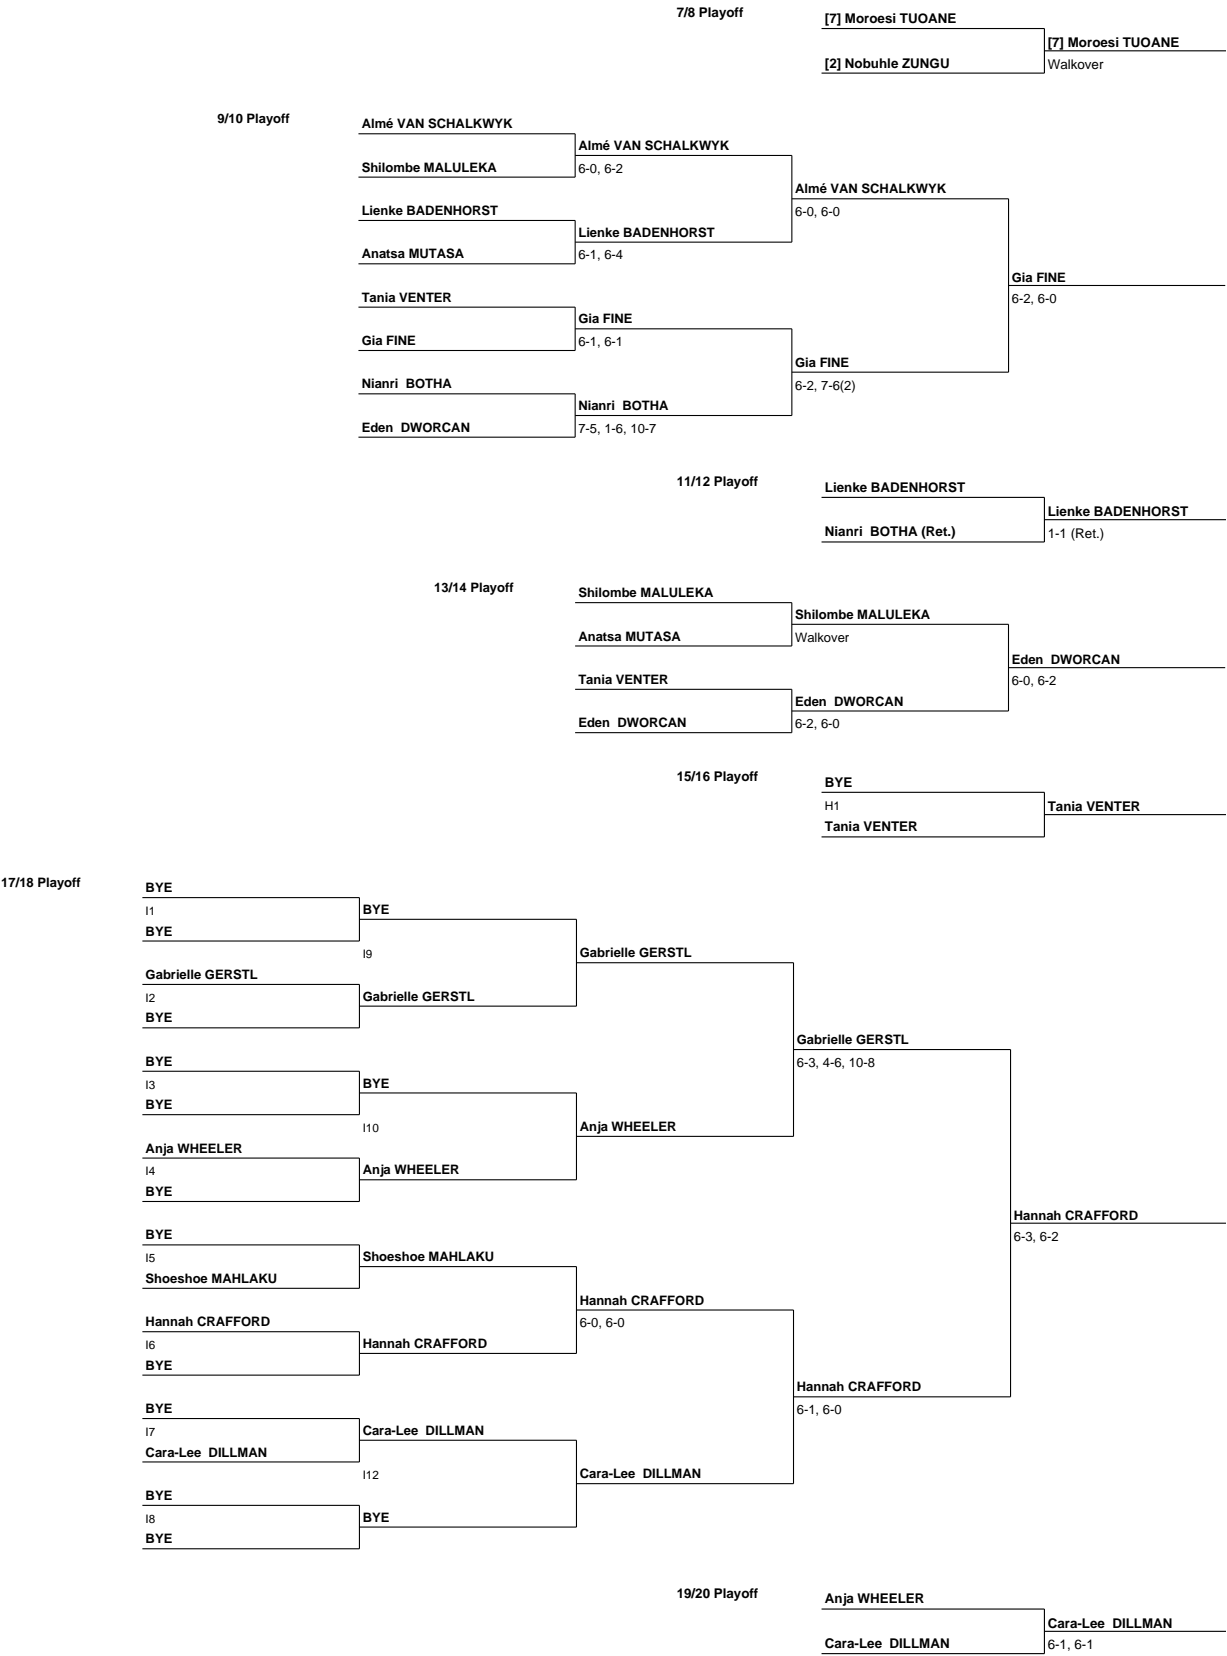 7/8 Playoff
[7] Moroesi TUOANE
[7] Moroesi TUOANE
[2] Nobuhle ZUNGU
Walkover
9/10 Playoff
Almé VAN SCHALKWYK
Almé VAN SCHALKWYK
Shilombe MALULEKA
6-0, 6-2
Almé VAN SCHALKWYK
6-0, 6-0
Lienke BADENHORST
Lienke BADENHORST
Anatsa MUTASA
6-1, 6-4
Gia FINE
6-2, 6-0
Tania VENTER
Gia FINE
Gia FINE
6-1, 6-1
Gia FINE
6-2, 7-6(2)
Nianri BOTHA
Nianri BOTHA
Eden DWORCAN
7-5, 1-6, 10-7
11/12 Playoff
Lienke BADENHORST
Lienke BADENHORST
Nianri BOTHA (Ret.)
1-1 (Ret.)
13/14 Playoff
Shilombe MALULEKA
Shilombe MALULEKA
Anatsa MUTASA
Walkover
Eden DWORCAN
6-0, 6-2
Tania VENTER
Eden DWORCAN
Eden DWORCAN
6-2, 6-0
15/16 Playoff
BYE
H1
Tania VENTER
Tania VENTER
17/18 Playoff
BYE
I1
BYE
BYE
I9
Gabrielle GERSTL
Gabrielle GERSTL
I2
Gabrielle GERSTL
BYE
Gabrielle GERSTL
6-3, 4-6, 10-8
BYE
I3
BYE
BYE
I10
Anja WHEELER
Anja WHEELER
I4
Anja WHEELER
BYE
Hannah CRAFFORD
6-3, 6-2
BYE
I5
Shoeshoe MAHLAKU
Shoeshoe MAHLAKU
Hannah CRAFFORD
6-0, 6-0
Hannah CRAFFORD
I6
Hannah CRAFFORD
BYE
Hannah CRAFFORD
6-1, 6-0
BYE
I7
Cara-Lee DILLMAN
Cara-Lee DILLMAN
I12
Cara-Lee DILLMAN
BYE
I8
BYE
BYE
19/20 Playoff
Anja WHEELER
Cara-Lee DILLMAN
Cara-Lee DILLMAN
6-1, 6-1